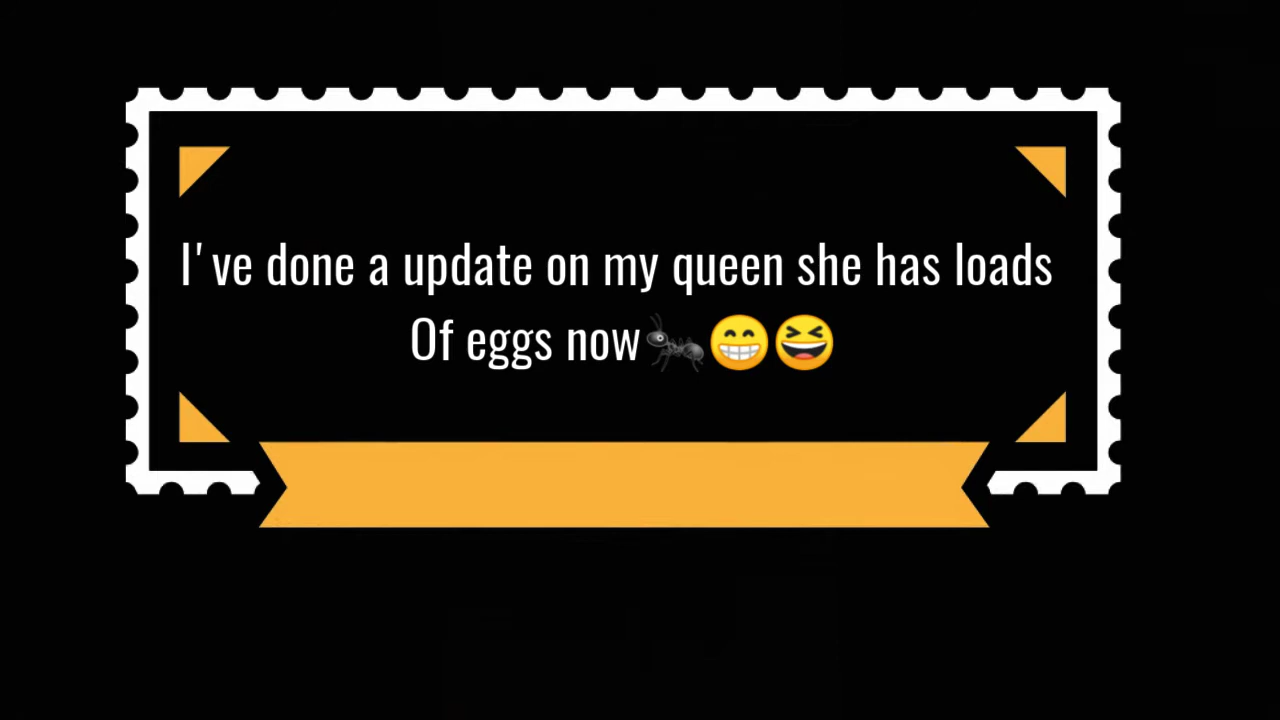 I've done a update on my queen she has loads
Of eggs now🐜😁😆